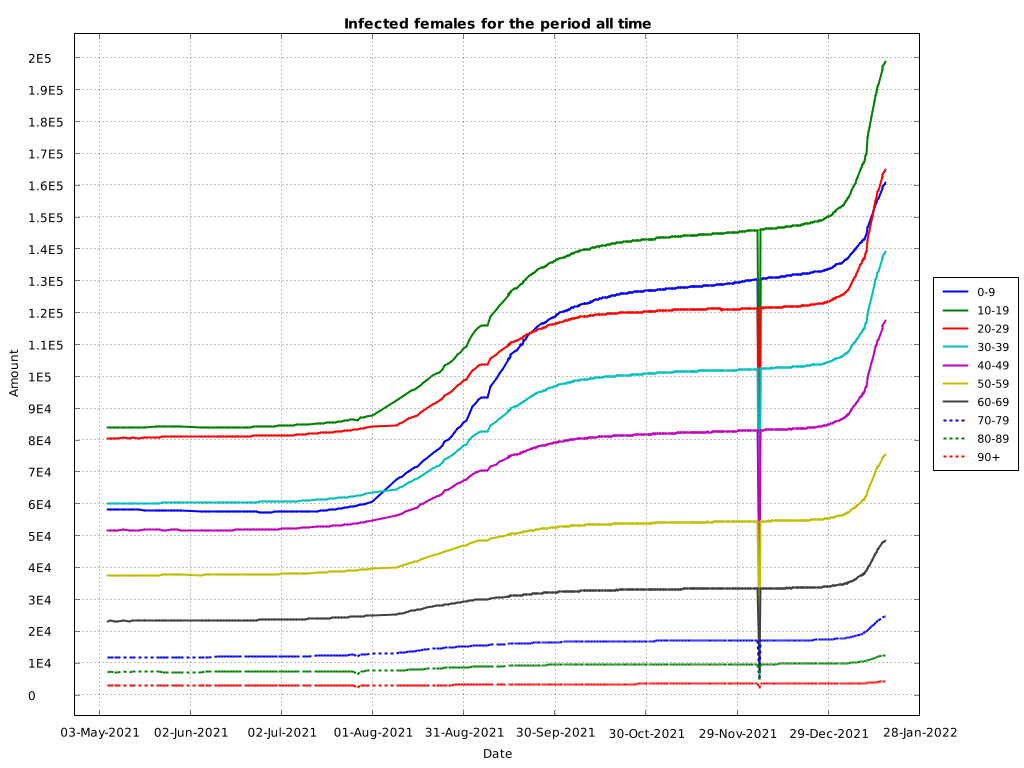 Infected females for the period all time
2E5
1.9E5
1.8E5
1.7E5
1.6E5
1.5E5
1.4E5
1.3E5
1.2E5
1.1E5
1E5
9E4
8E4
7E4
6E4
5E4
4E4
3E4
2E4
1E4
0
Amount
03-May-2021 02-Jun-2021 02-Jul-2021 01-Aug-2021 31-Aug-2021 30-Sep-2021 30-Oct-2021 29-Nov-2021 29-Dec-2021 28-Jan-2022
Date
0-9
10-19
20-29
30-39
40-49
50-59
60-69
70-79
80-89
90+